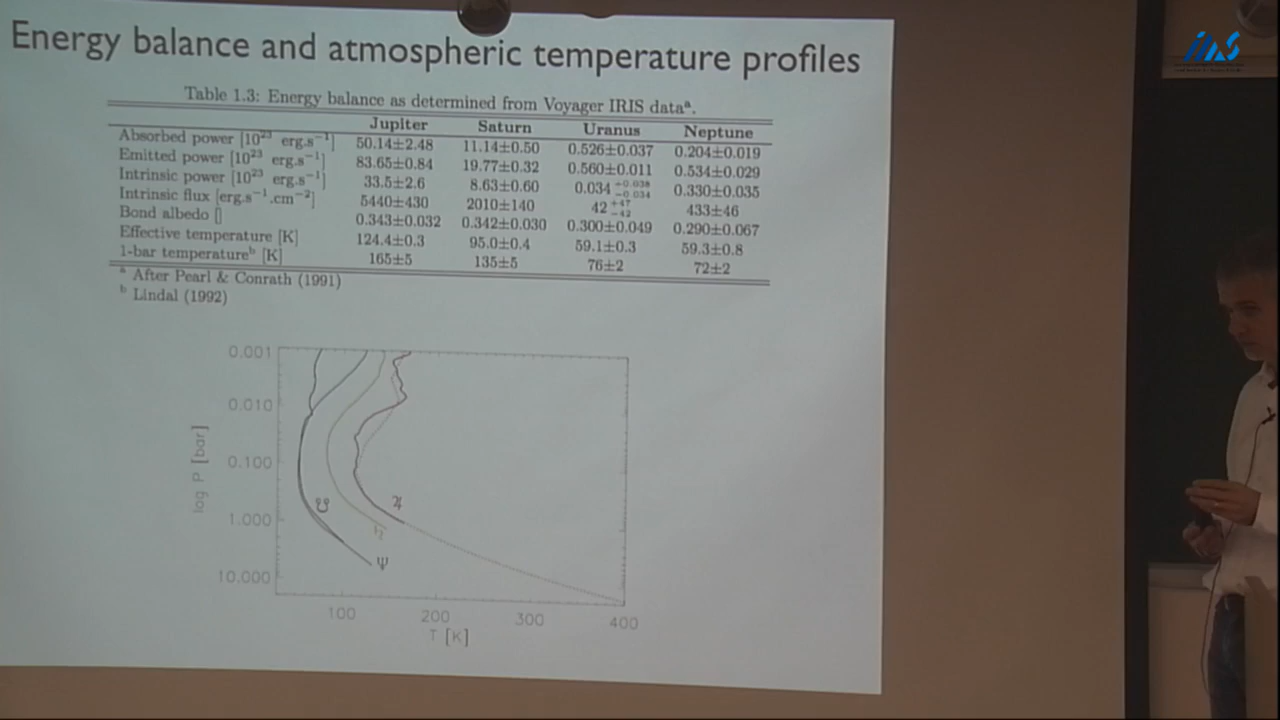 Energy balance and atmospheric temperature profiles
Table 1.3: Energy balance as determined from Voyager IRIS dataᵃ.
Jupiter Saturn Uranus Neptune
Absorbed power [10²³ erg.s⁻¹] 50.14±2.48 11.14±0.50 0.526±0.037 0.204±0.019
Emitted power [10²³ erg.s⁻¹] 83.65±0.84 19.77±0.32 0.560±0.011 0.534±0.029
Intrinsic power [10²³ erg.s⁻¹] 33.5±2.6 8.63±0.60 0.034 +0.038 −0.034 0.330±0.035
Intrinsic flux [erg.s⁻¹.cm⁻²] 5440±430 2010±140 42 +47 −42 433±46
Bond albedo [] 0.343±0.032 0.342±0.030 0.300±0.049 0.290±0.067
Effective temperature [K] 124.4±0.3 95.0±0.4 59.1±0.3 59.3±0.8
1-bar temperatureᵇ [K] 165±5 135±5 76±2 72±2
ᵃ After Pearl & Conrath (1991)
ᵇ Lindal (1992)
0.001
0.010
0.100
1.000
10.000
log P [bar]
♃
Ψ
100 200 300 400
T [K]